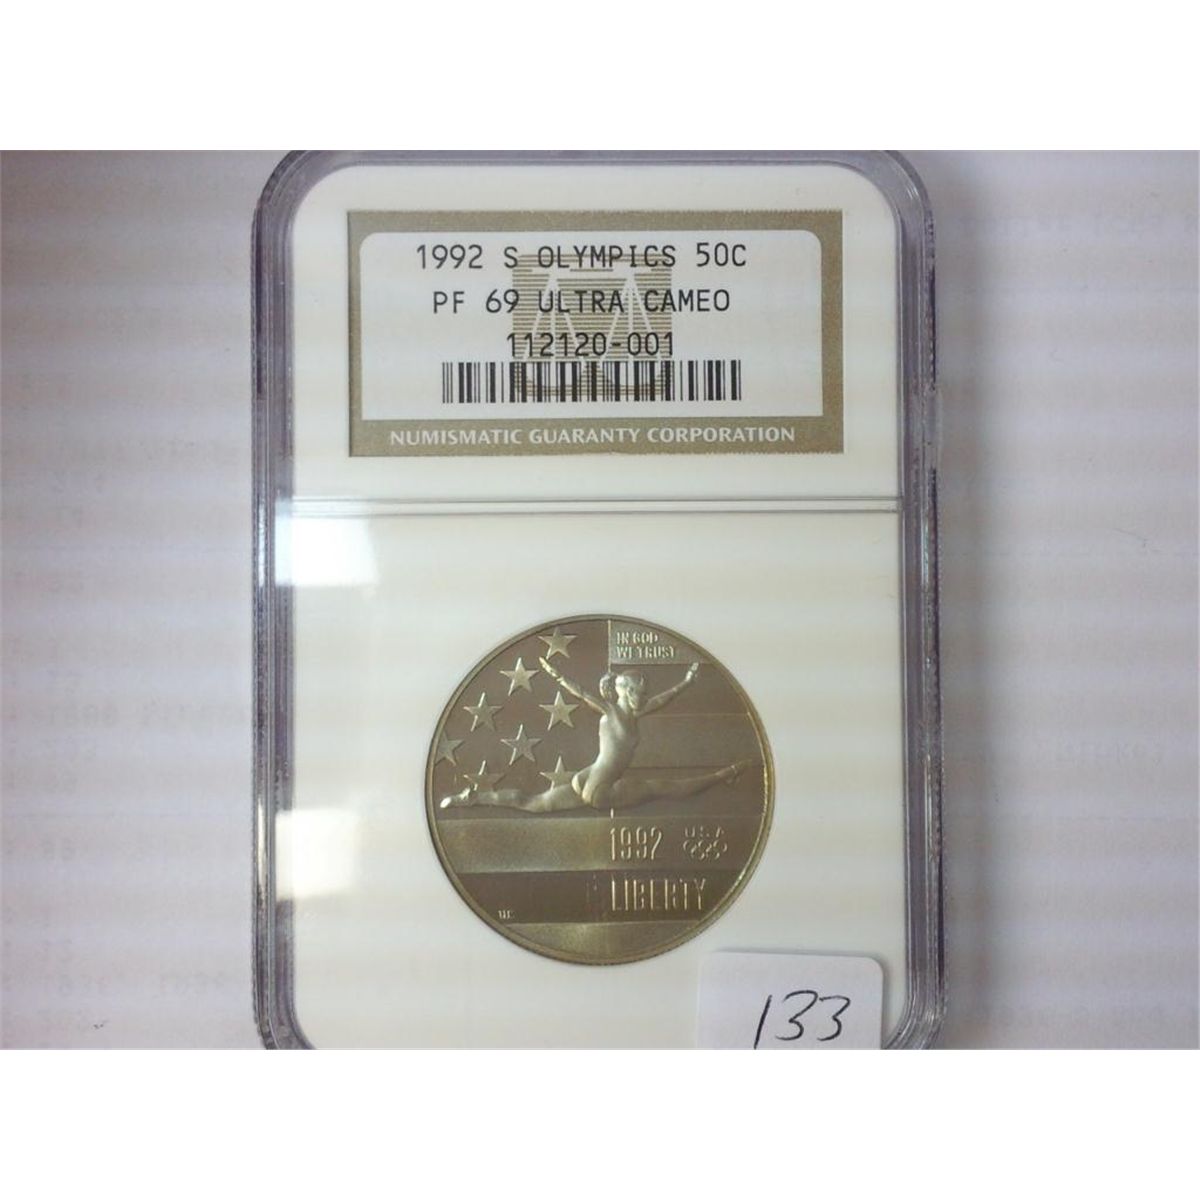 1992 S OLYMPICS 50C
PF 69 ULTRA CAMEO
112120-001
NUMISMATIC GUARANTY CORPORATION
IN GOD
WE TRUST
1992 USA
LIBERTY
133